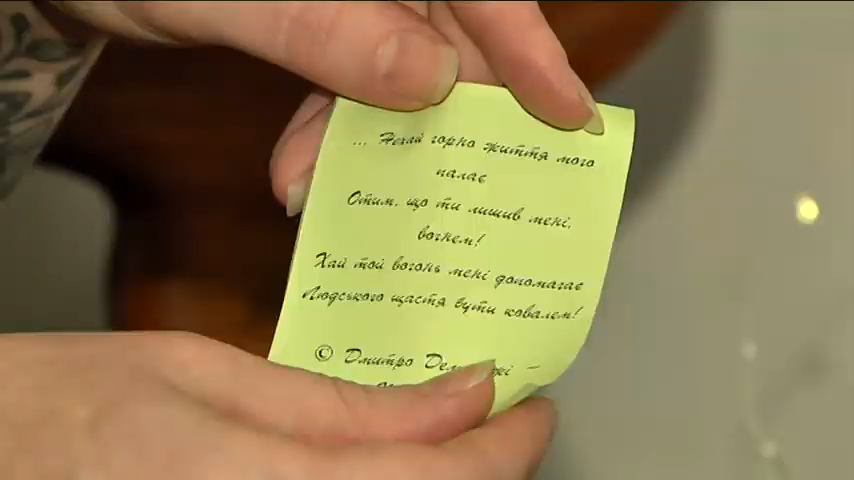 ... Нехай горно життя мого
палає
Отим, що ти лишив мені,
вогнем!
Хай той вогонь мені допомагає
Людського щастя бути ковалем!
© Дмитро